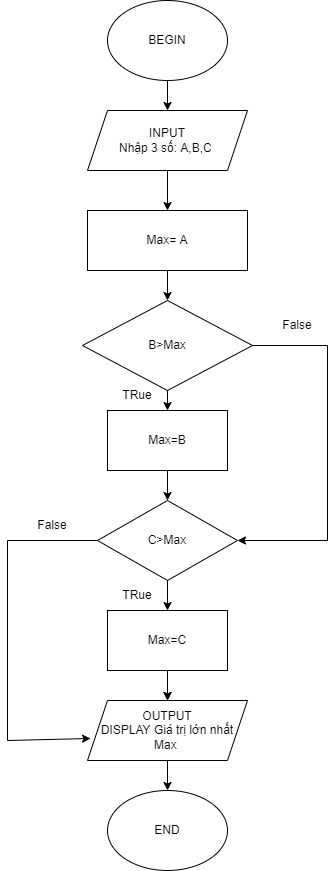 BEGIN
INPUT
Nhập 3 số: A,B,C
Max= A
B>Max
False
TRue
Max=B
False
C>Max
TRue
Max=C
OUTPUT
DISPLAY Giá trị lớn nhất
Max
END